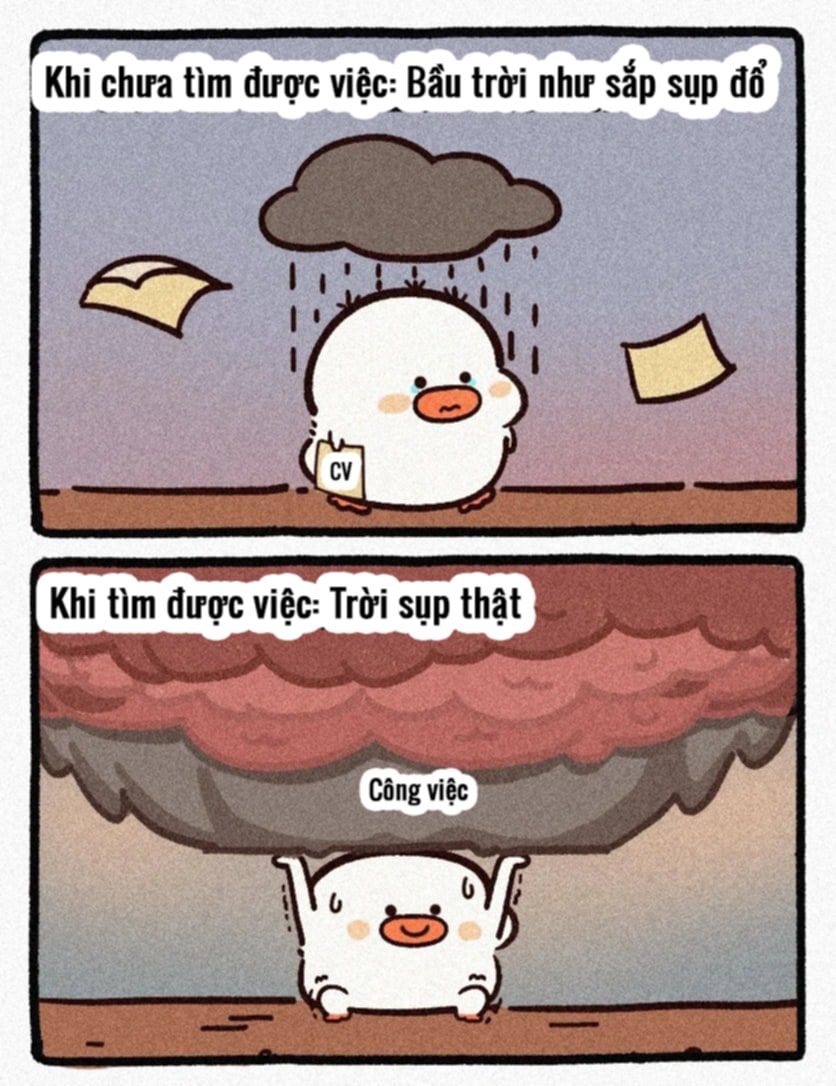 Khi chưa tìm được việc: Bầu trời như sắp sụp đổ
CV
Khi tìm được việc: Trời sụp thật
Công việc